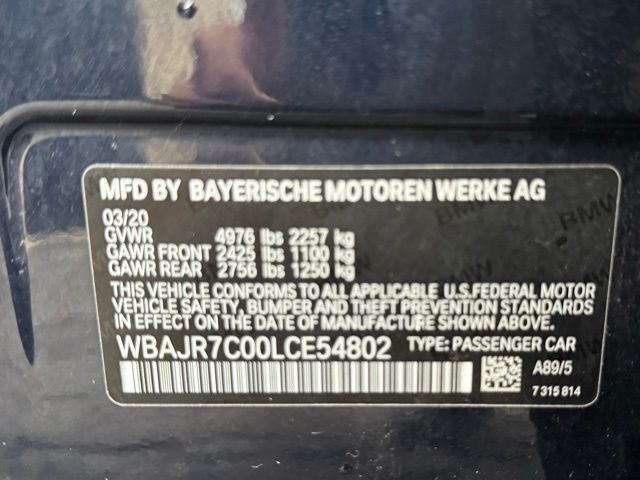 MFD BY BAYERISCHE MOTOREN WERKE AG
03/20
GVWR 4976 lbs 2257 kg
GAWR FRONT 2425 lbs 1100 kg
GAWR REAR 2756 lbs 1250 kg
THIS VEHICLE CONFORMS TO ALL APPLICABLE U.S.FEDERAL MOTOR
VEHICLE SAFETY, BUMPER AND THEFT PREVENTION STANDARDS
IN EFFECT ON THE DATE OF MANUFACTURE SHOWN ABOVE.
WBAJR7C00LCE54802 TYPE: PASSENGER CAR
A89/5
7 315 814